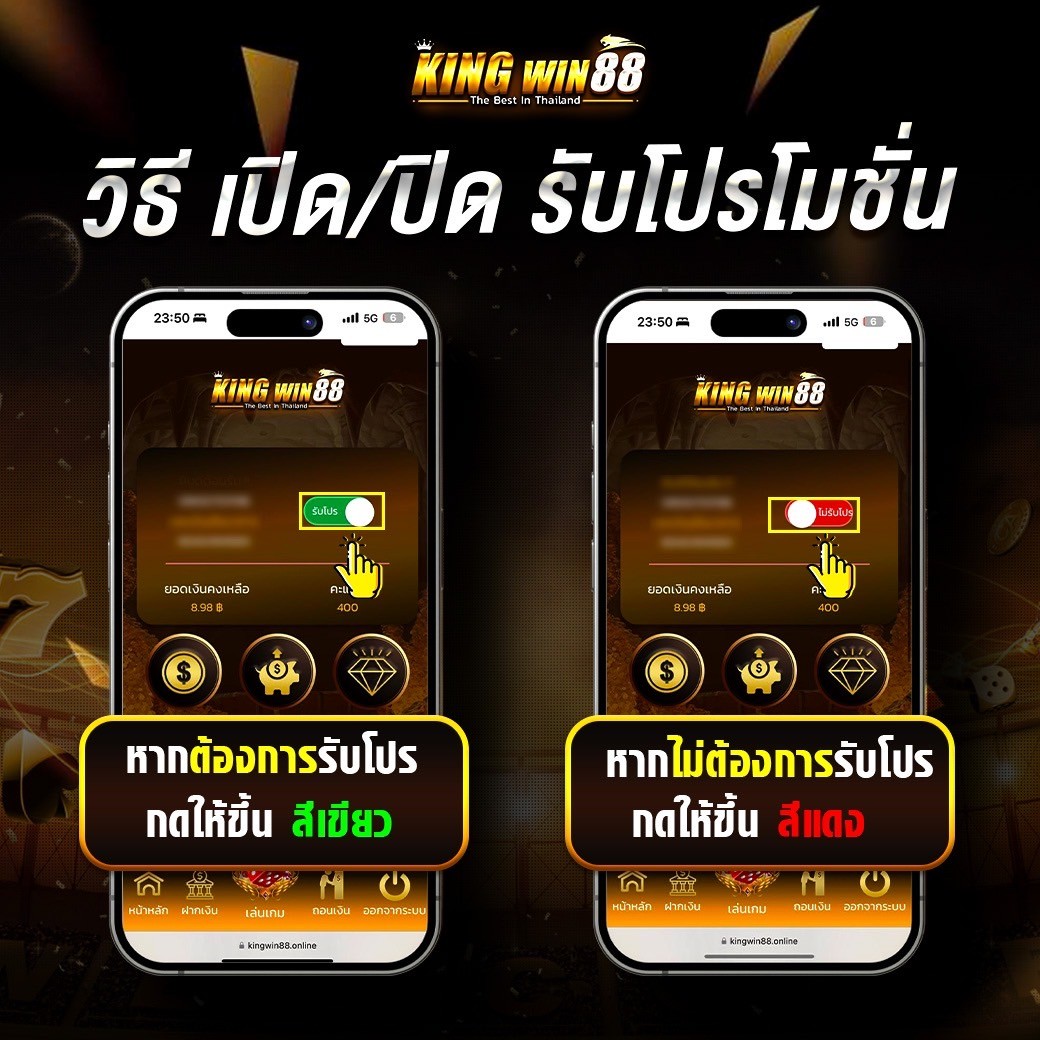 KING WIN88
The Best In Thailand
วิธี เปิด/ปิด รับโปรโมชั่น
23:50
5G 6
KING WIN88
The Best In Thailand
รับโปร
ยอดเงินคงเหลือ
8.98 ฿
400
หากต้องการรับโปร
กดให้ขึ้น สีเขียว
หน้าหลัก ฝากเงิน เล่นเกม ถอนเงิน ออกจากระบบ
kingwin88.online
23:50
5G 6
KING WIN88
The Best In Thailand
ไม่รับโปร
ยอดเงินคงเหลือ
8.98 ฿
400
หากไม่ต้องการรับโปร
กดให้ขึ้น สีแดง
หน้าหลัก ฝากเงิน เล่นเกม ถอนเงิน ออกจากระบบ
kingwin88.online